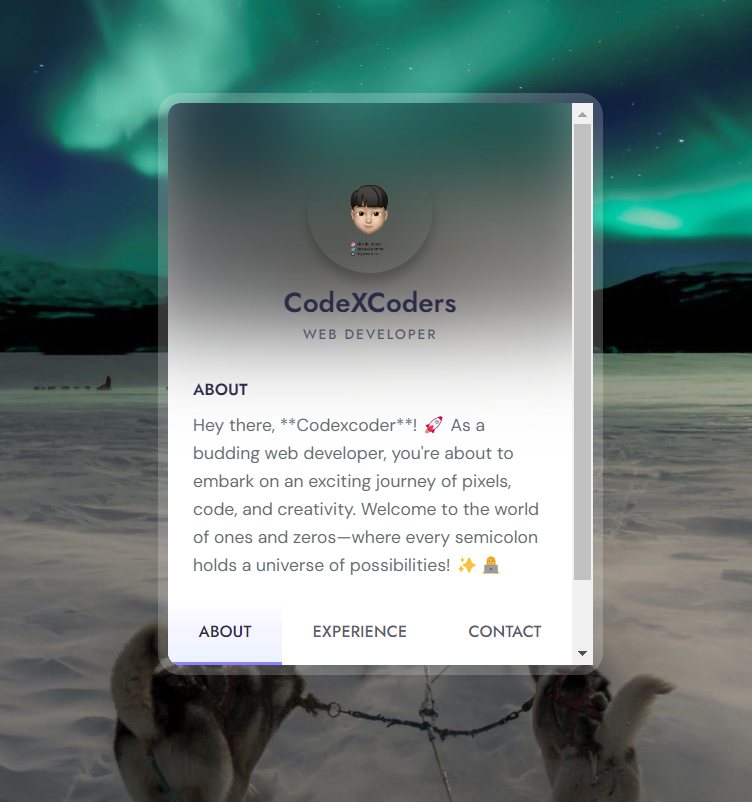 CodeXCoders
WEB DEVELOPER
ABOUT
Hey there, **Codexcoder**! 🚀 As a
budding web developer, you're about to
embark on an exciting journey of pixels,
code, and creativity. Welcome to the world
of ones and zeros—where every semicolon
holds a universe of possibilities! ✨ 👨‍💻
ABOUT EXPERIENCE CONTACT